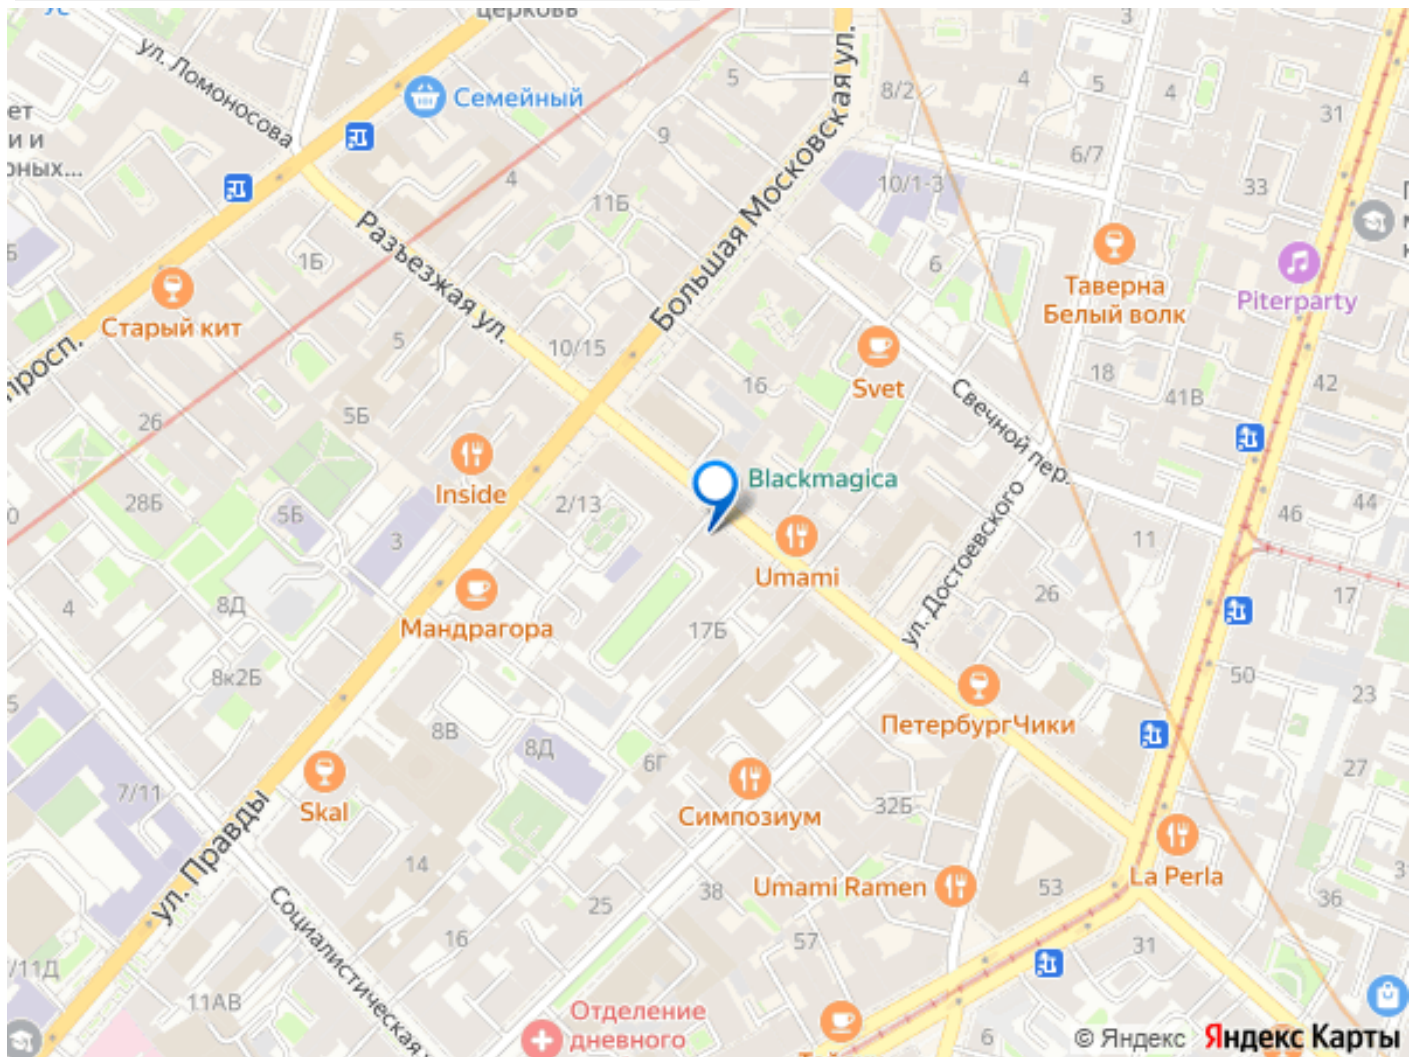 церковь
3
ул. Ломоносова
Семейный
5
8/2
4
5
4
31
9
6/7
4
10/1-3
33
11Б
1Б
Разъезжая ул.
Большая Московская ул.
6
Таверна
Белый волк
Piterparty
Старый кит
просп.
5
10/15
16
Svet
18
41В
42
Свечной пер.
26
5Б
Inside
Blackmagica
28Б
5Б
2/13
3
46
44
11
Umami
ул. Достоевского
26
17
4
8Д
Мандрагора
17Б
8к2Б
50
23
ПетербургЧики
8В
8Д
6Г
27
7/11
Skal
Симпозиум
32Б
ул. Правды
14
38
Umami Ramen
53
La Perla
36
25
Социалистическая
16
57
31
/11Д
11АВ
Отделение
дневного
6
© Яндекс Яндекс Карты